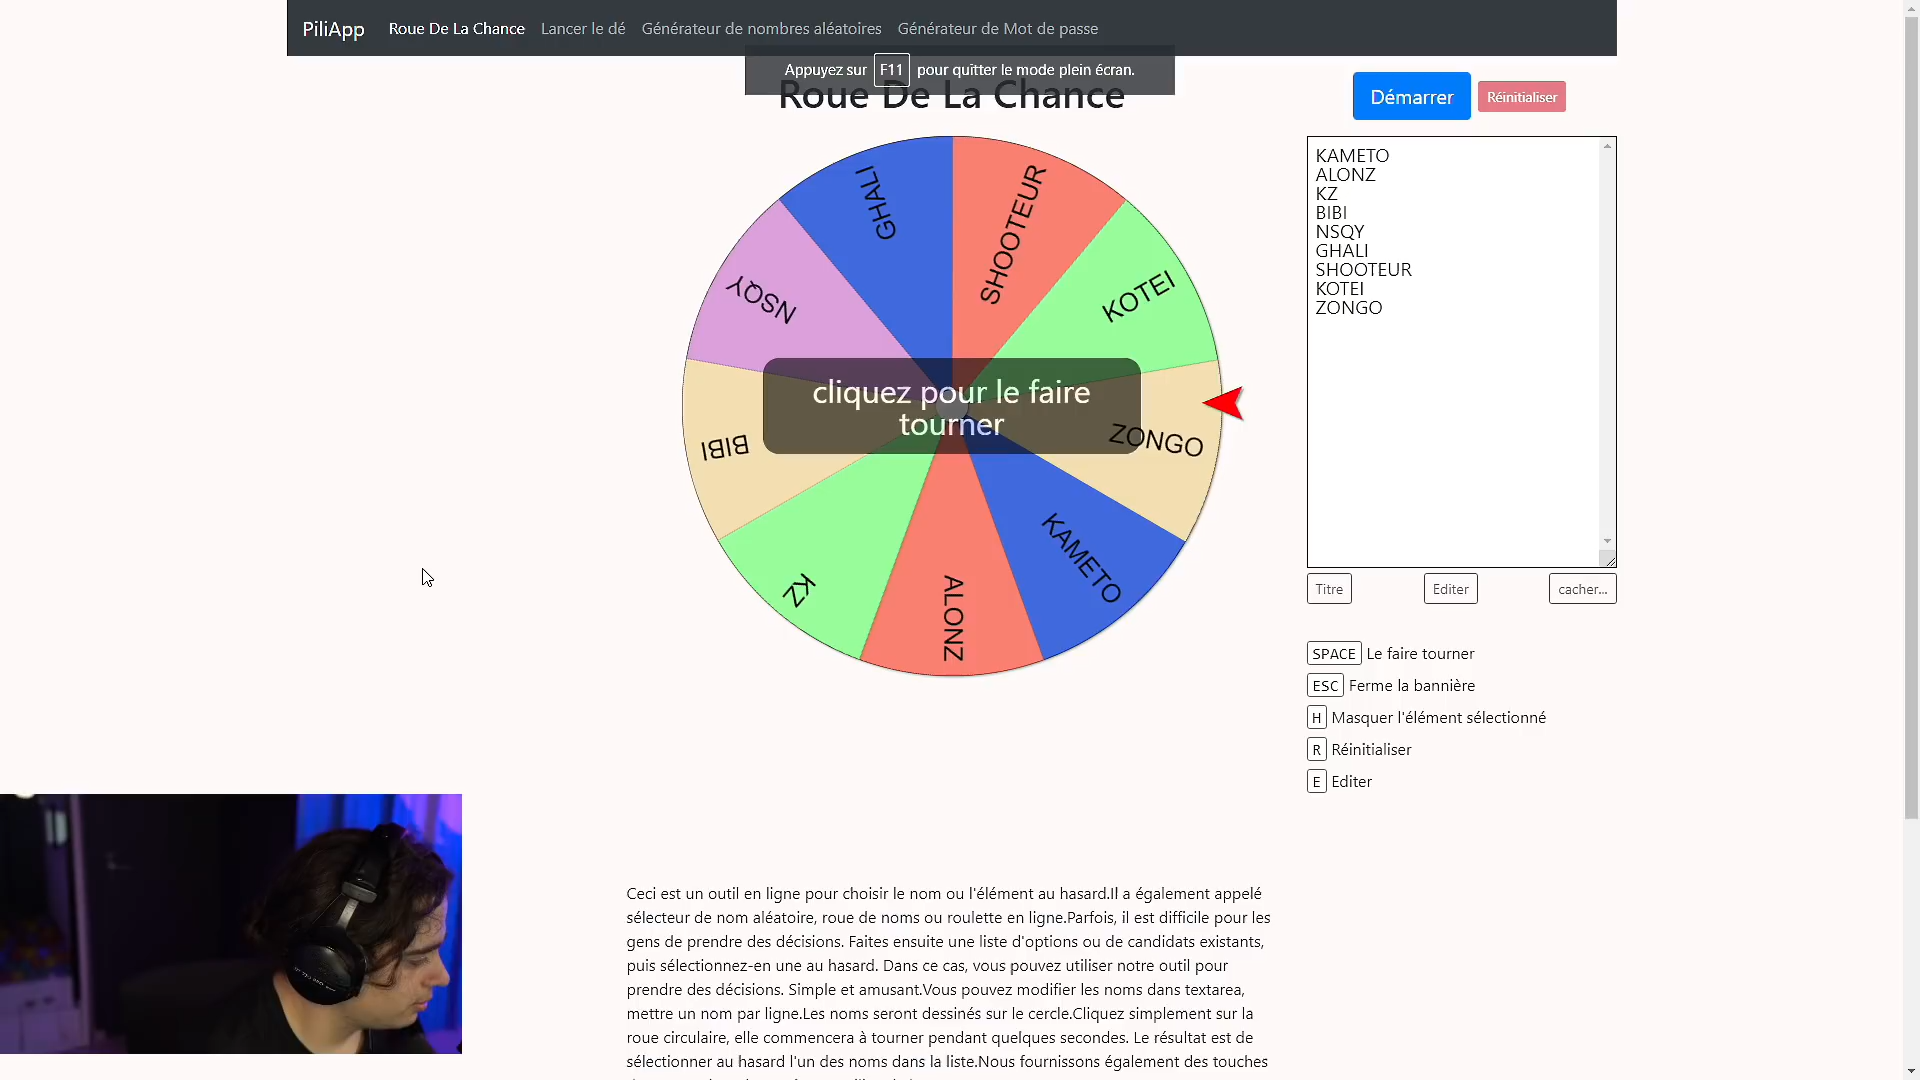 PiliApp Roue De La Chance Lancer le dé Générateur de nombres aléatoires Générateur de Mot de passe
Appuyez sur F11 pour quitter le mode plein écran.
Roue De La Chance
Démarrer Réinitialiser
GHALI
SHOOTEUR
NSQY
KOTEI
cliquez pour le faire
tourner
BIBI
ZONGO
KZ
ALONZ
KAMETO
KAMETO
ALONZ
KZ
BIBI
NSQY
GHALI
SHOOTEUR
KOTEI
ZONGO
Titre Editer cacher...
SPACE Le faire tourner
ESC Ferme la bannière
H Masquer l'élément sélectionné
R Réinitialiser
E Editer
Ceci est un outil en ligne pour choisir le nom ou l'élément au hasard.Il a également appelé
sélecteur de nom aléatoire, roue de noms ou roulette en ligne.Parfois, il est difficile pour les
gens de prendre des décisions. Faites ensuite une liste d'options ou de candidats existants,
puis sélectionnez-en une au hasard. Dans ce cas, vous pouvez utiliser notre outil pour
prendre des décisions. Simple et amusant.Vous pouvez modifier les noms dans textarea,
mettre un nom par ligne.Les noms seront dessinés sur le cercle.Cliquez simplement sur la
roue circulaire, elle commencera à tourner pendant quelques secondes. Le résultat est de
sélectionner au hasard l'un des noms dans la liste.Nous fournissons également des touches